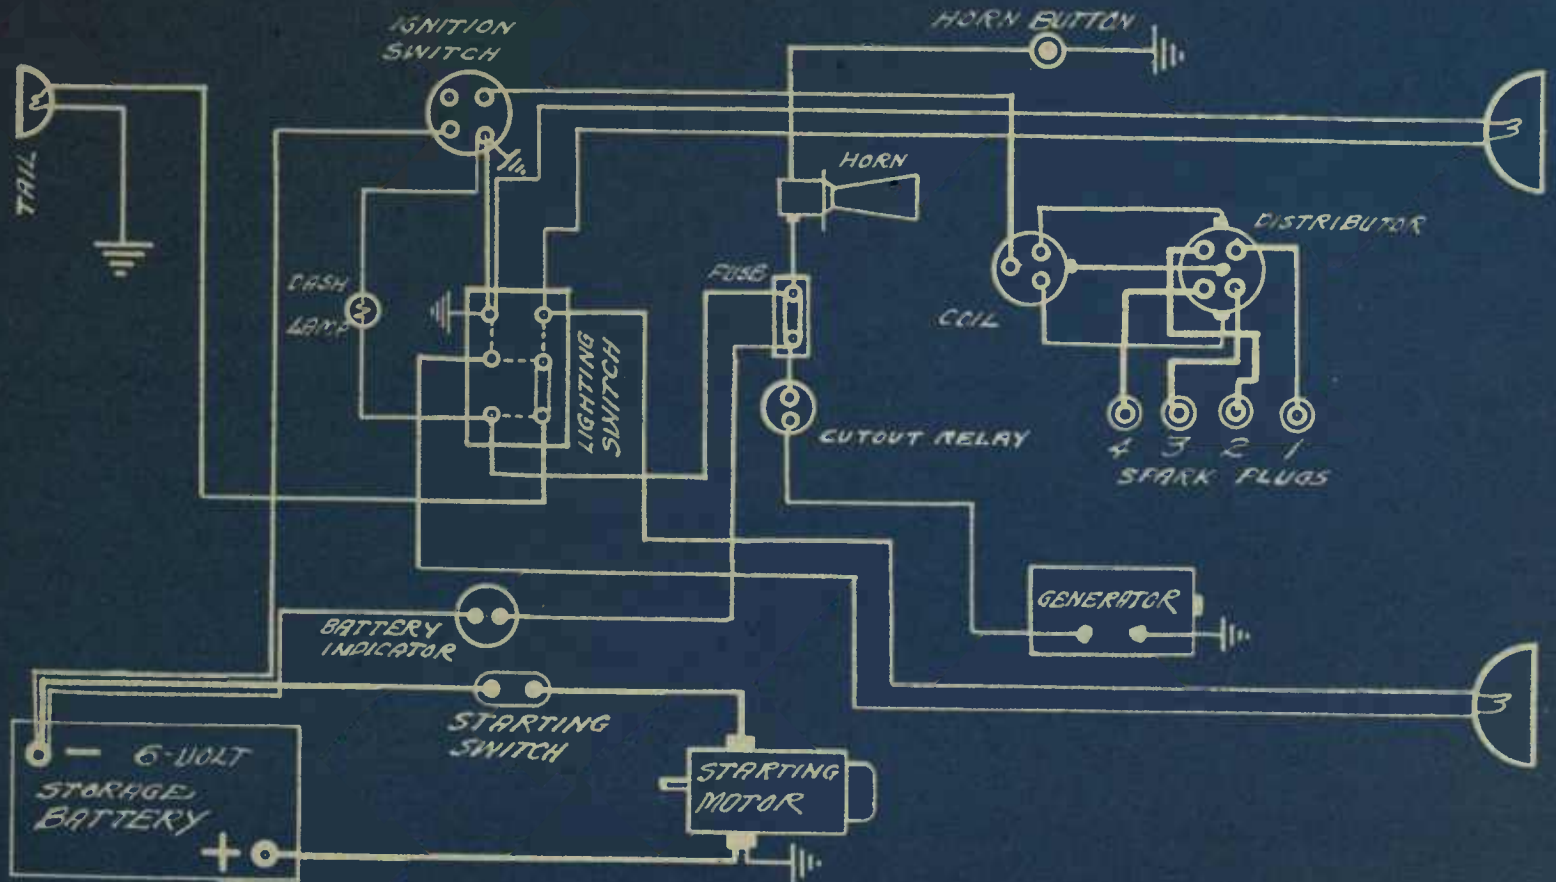 IGNITION
SWITCH
HORN BUTTON
TAIL
HORN
DISTRIBUTOR
FUSE
DASH
LAMP
COIL
LIGHTING
SWITCH
CUTOUT RELAY
4 3 2 1
SPARK PLUGS
GENERATOR
BATTERY
INDICATOR
STARTING
SWITCH
— 6-VOLT
STORAGE
BATTERY
+
STARTING
MOTOR